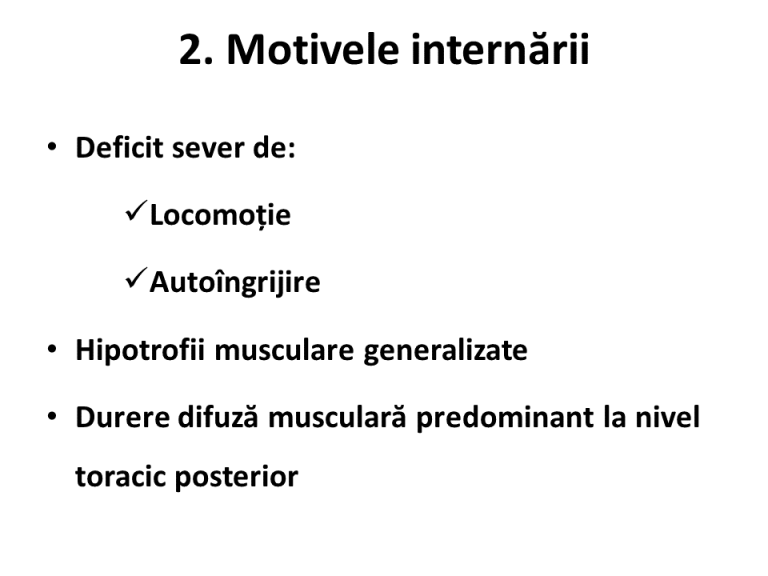 2. Motivele internării
• Deficit sever de:
✓Locomoție
✓Autoîngrijire
• Hipotrofii musculare generalizate
• Durere difuză musculară predominant la nivel
toracic posterior